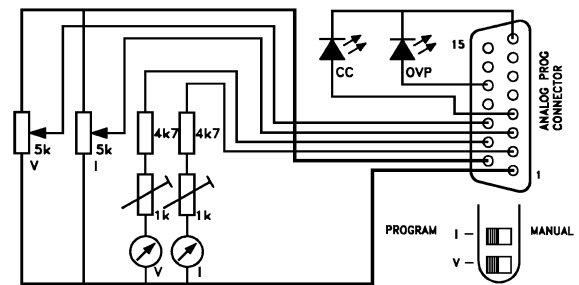 15
CC
OVP
ANALOG PROG
CONNECTOR
5k
V
5k
I
4k7
4k7
1k
1k
V
I
1
PROGRAM
MANUAL
I –
V –